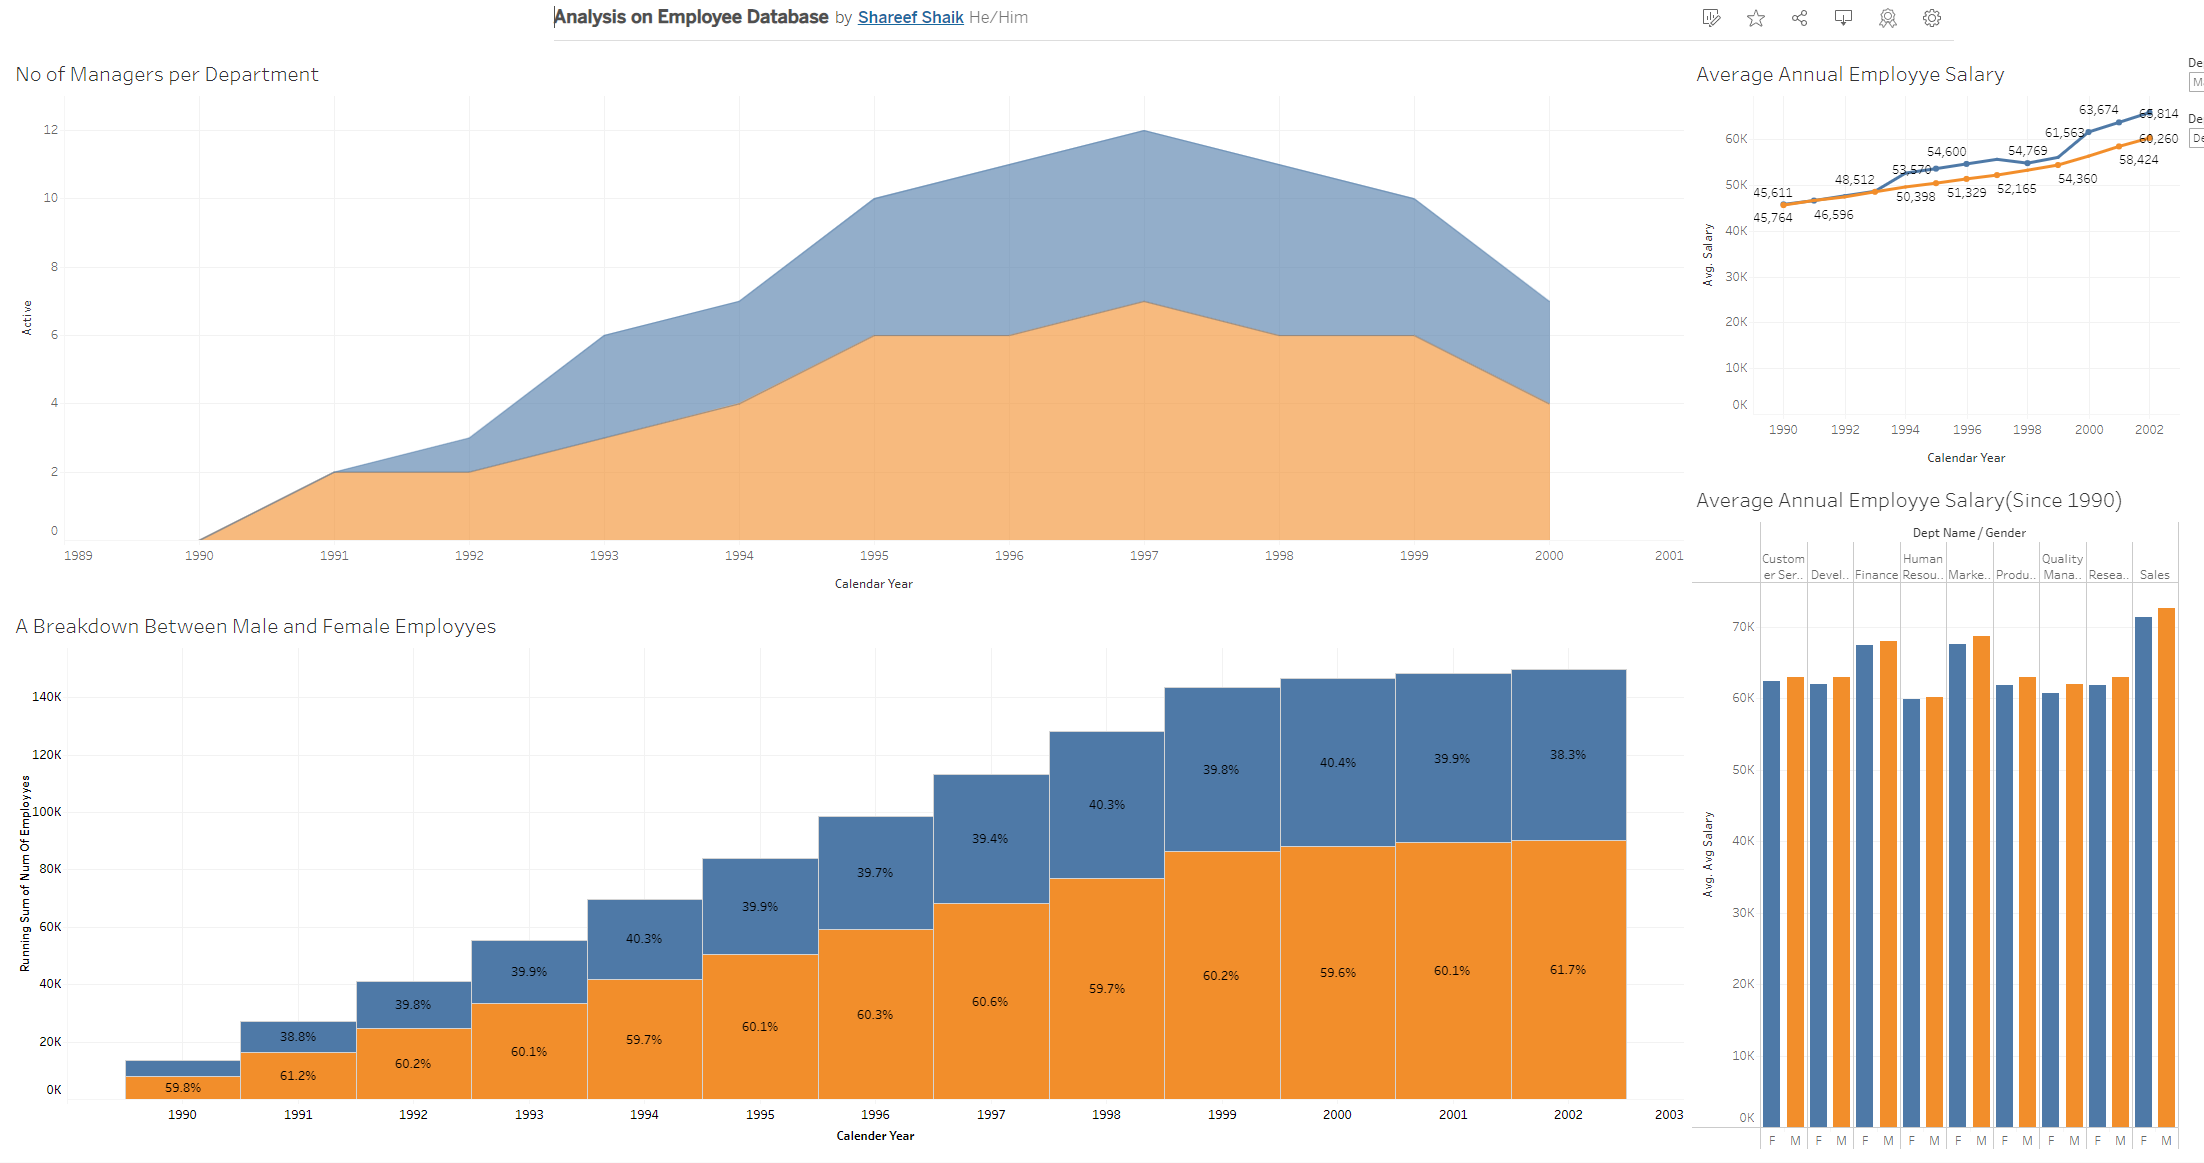 Analysis on Employee Database by Shareef Shaik He/Him
No of Managers per Department
12
10
8
6
4
2
0
Active
1989 1990 1991 1992 1993 1994 1995 1996 1997 1998 1999 2000 2001
Calendar Year
A Breakdown Between Male and Female Employyes
140K
120K
100K
80K
60K
40K
20K
0K
Running Sum of Num Of Employyes
59.8%
38.8%
61.2%
39.8%
60.2%
39.9%
60.1%
40.3%
59.7%
39.9%
60.1%
39.7%
60.3%
39.4%
60.6%
40.3%
59.7%
39.8%
60.2%
40.4%
59.6%
39.9%
60.1%
38.3%
61.7%
1990 1991 1992 1993 1994 1995 1996 1997 1998 1999 2000 2001 2002 2003
Calender Year
Average Annual Employye Salary
De
M
De
De
60K
50K
40K
30K
20K
10K
0K
Avg. Salary
45,611
45,764
46,596
48,512
53,570
50,398
54,600
51,329
52,165
54,769
54,360
61,563
63,674
58,424
65,814
60,260
1990 1992 1994 1996 1998 2000 2002
Calendar Year
Average Annual Employye Salary(Since 1990)
Dept Name / Gender
Custom
er Ser..
Devel..
Finance
Human
Resou..
Marke..
Produ..
Quality
Mana..
Resea..
Sales
70K
60K
50K
40K
30K
20K
10K
0K
Avg. Avg Salary
F M F M F M F M F M F M F M F M F M